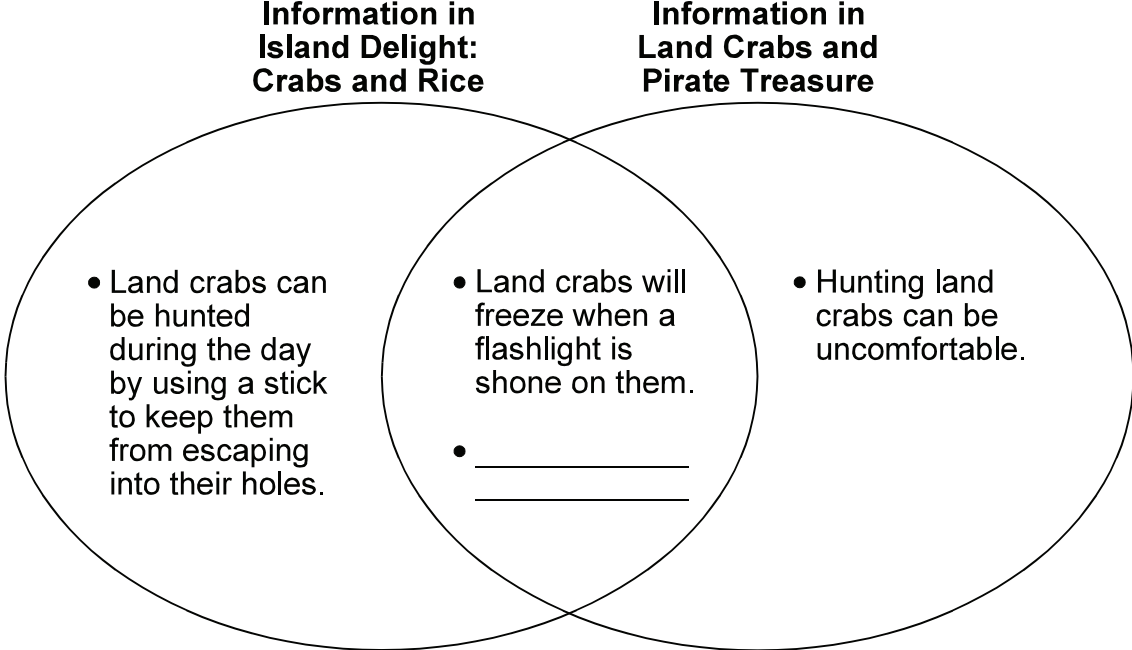 Information in
Island Delight:
Crabs and Rice
Information in
Land Crabs and
Pirate Treasure
• Land crabs can
be hunted
during the day
by using a stick
to keep them
from escaping
into their holes.
• Land crabs will
freeze when a
flashlight is
shone on them.
•
• Hunting land
crabs can be
uncomfortable.